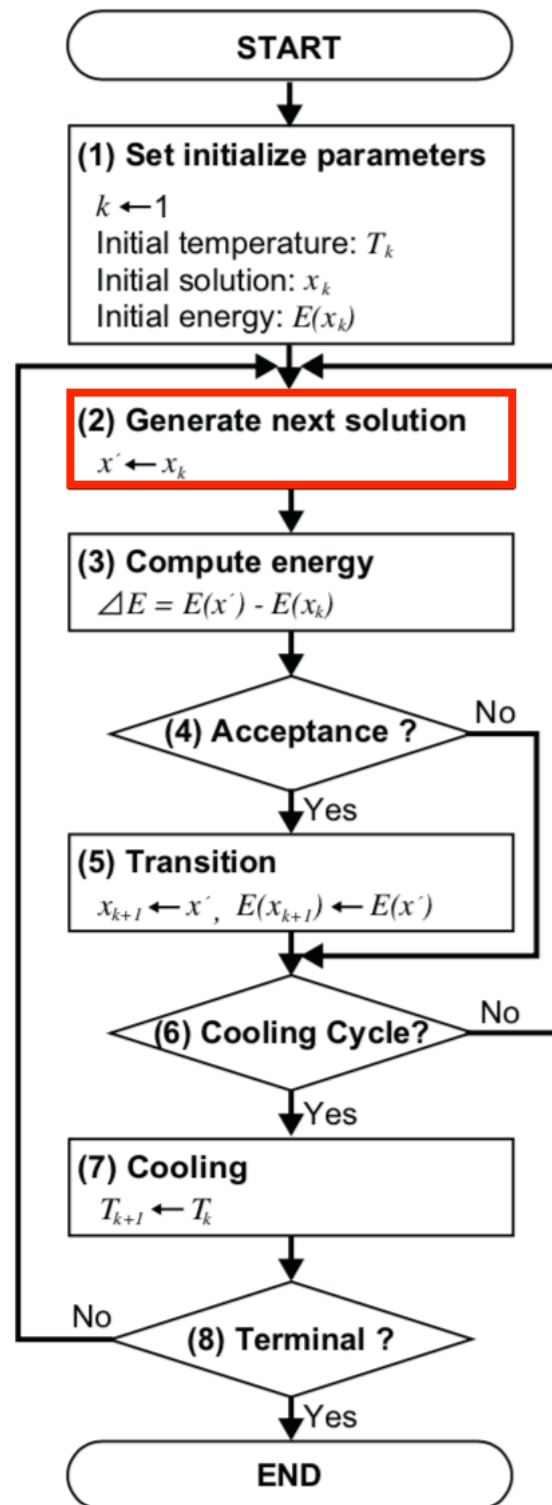 START
(1) Set initialize parameters
k ←1
Initial temperature: Tₖ
Initial solution: xₖ
Initial energy: E(xₖ)
(2) Generate next solution
x´ ← xₖ
(3) Compute energy
⊿E = E(x´) - E(xₖ)
(4) Acceptance ?
No
Yes
(5) Transition
xₖ₊₁ ← x´, E(xₖ₊₁) ← E(x´)
(6) Cooling Cycle?
No
Yes
(7) Cooling
Tₖ₊₁ ← Tₖ
No
(8) Terminal ?
Yes
END